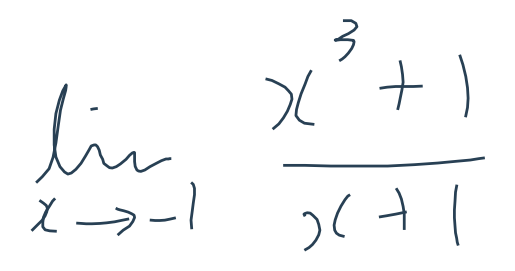 lim x³ + 1
x → -1 x + 1